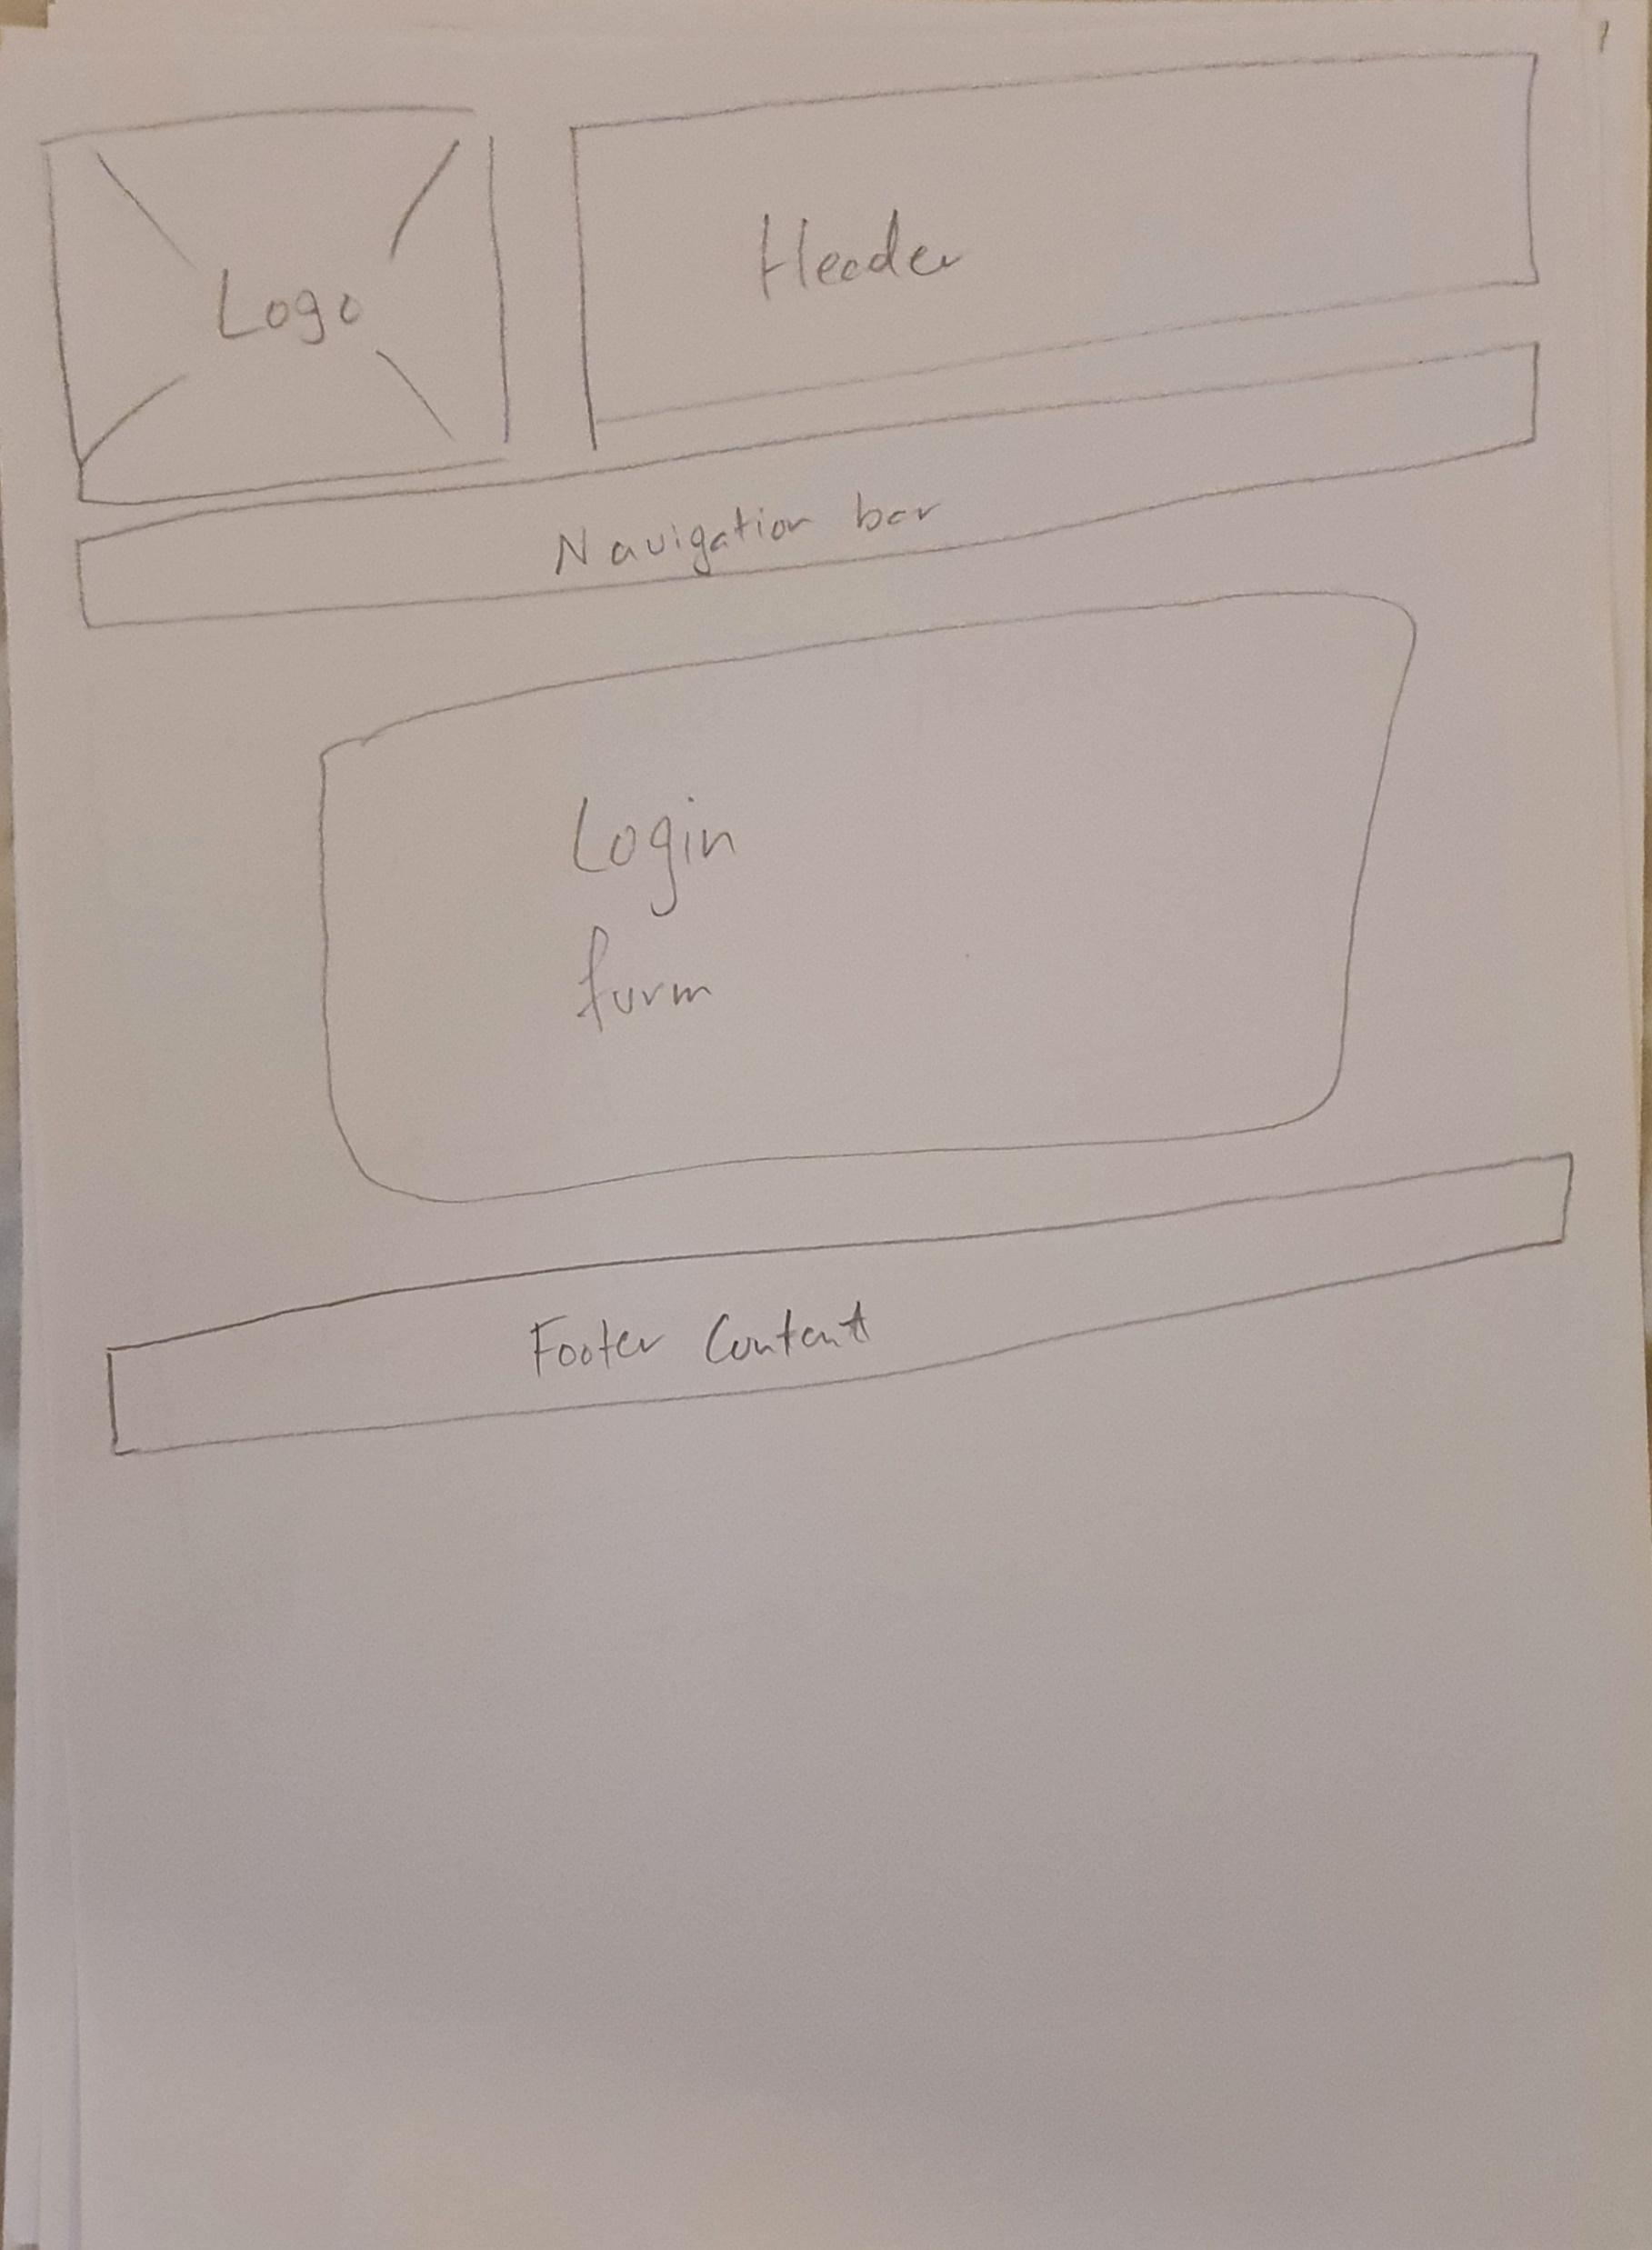 Logo
Header
Navigation bar
Login
form
Footer Content